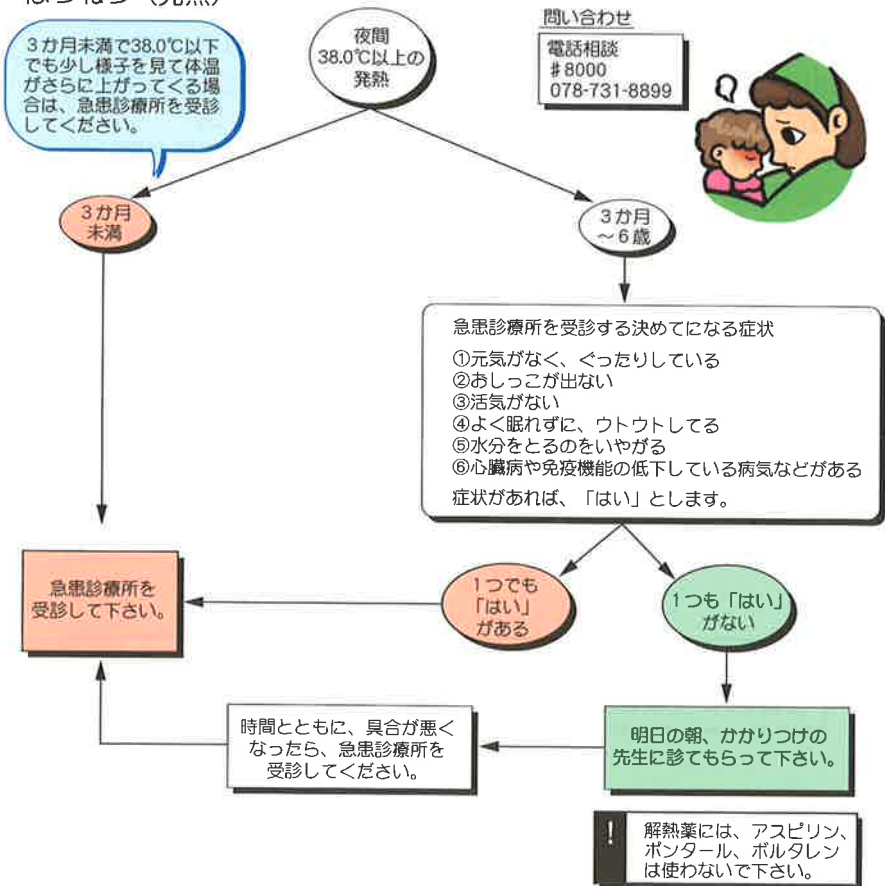 はつねつ（発熱）
３か月未満で38.0℃以下
でも少し様子を見て体温
がさらに上がってくる場
合は、急患診療所を受診
してください。
夜間
38.0℃以上の
発熱
問い合わせ
電話相談
＃8000
078-731-8899
３か月
未満
３か月
～６歳
急患診療所を受診する決めてになる症状
①元気がなく、ぐったりしている
②おしっこが出ない
③活気がない
④よく眠れずに、ウトウトしてる
⑤水分をとるのをいやがる
⑥心臓病や免疫機能の低下している病気などがある
症状があれば、「はい」とします。
急患診療所を
受診して下さい。
１つでも
「はい」
がある
１つも「はい」
がない
時間とともに、具合が悪く
なったら、急患診療所を
受診してください。
明日の朝、かかりつけの
先生に診てもらって下さい。
!
解熱薬には、アスピリン、
ポンタール、ボルタレン
は使わないで下さい。